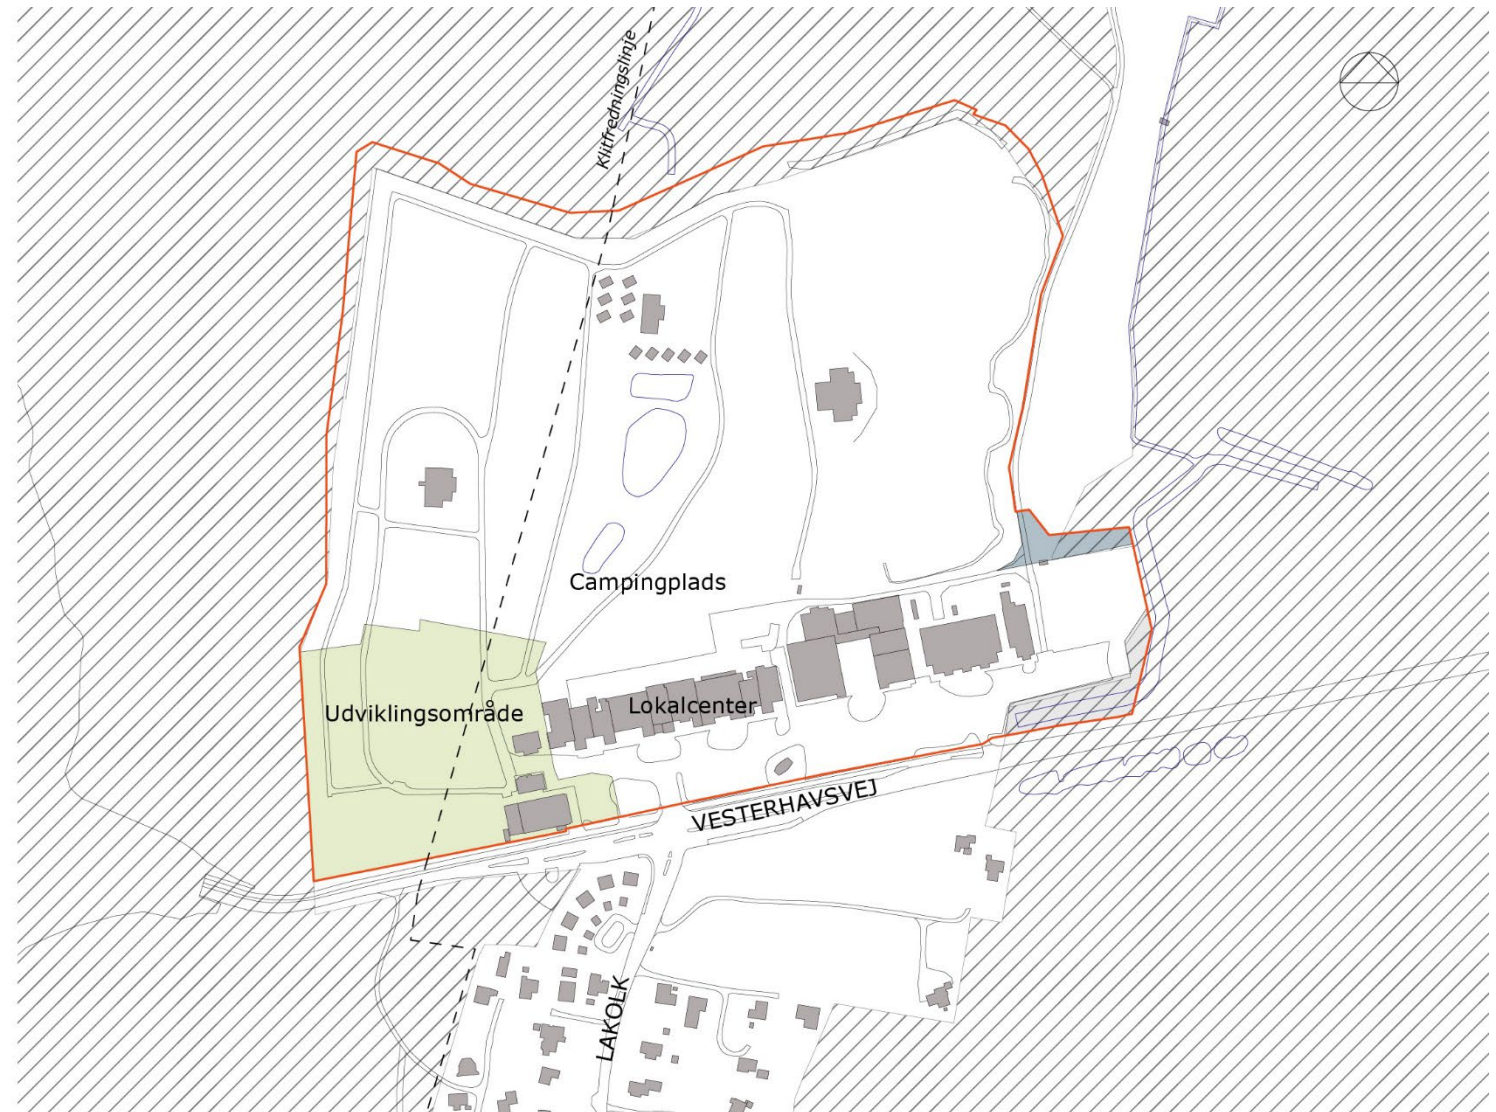 Klitfredningslinje
Campingplads
Udviklingsområde
Lokalcenter
VESTERHAVSVEJ
LAKOLK